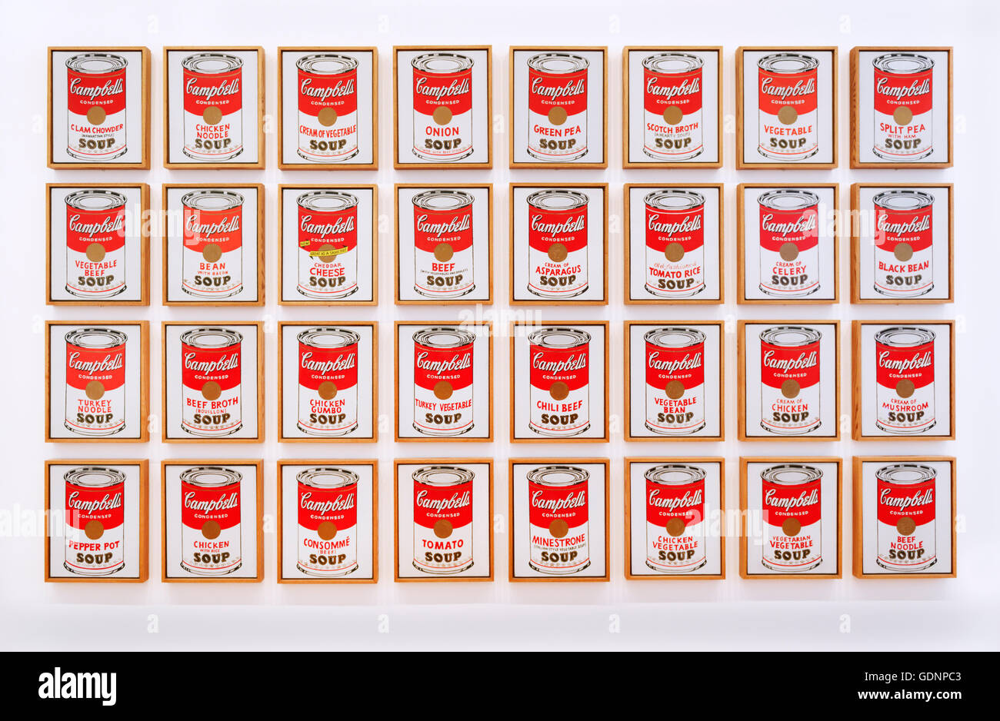 Campbell's
CONDENSED
CLAM CHOWDER
(MANHATTAN STYLE)
SOUP
Campbell's
CONDENSED
CHICKEN
NOODLE
SOUP
Campbell's
CONDENSED
CREAM OF VEGETABLE
SOUP
Campbell's
CONDENSED
ONION
SOUP
MADE WITH BEEF STOCK
Campbell's
CONDENSED
GREEN PEA
SOUP
Campbell's
CONDENSED
SCOTCH BROTH
(A HEARTY SOUP)
SOUP
Campbell's
CONDENSED
VEGETABLE
SOUP
Campbell's
CONDENSED
SPLIT PEA
WITH HAM
SOUP
Campbell's
CONDENSED
VEGETABLE
BEEF
SOUP
Campbell's
CONDENSED
BEAN
WITH BACON
SOUP
Campbell's
CONDENSED
NEW!
GREAT AS A SAUCE TOO!
CHEDDAR
CHEESE
SOUP
Campbell's
CONDENSED
BEEF
(WITH VEGETABLES AND BARLEY)
SOUP
Campbell's
CONDENSED
CREAM OF
ASPARAGUS
SOUP
Campbell's
CONDENSED
Old-fashioned
TOMATO RICE
SOUP
Campbell's
CONDENSED
CREAM OF
CELERY
SOUP
Campbell's
CONDENSED
BLACK BEAN
SOUP
Campbell's
CONDENSED
TURKEY
NOODLE
SOUP
Campbell's
CONDENSED
BEEF BROTH
(BOUILLON)
SOUP
Campbell's
CONDENSED
CHICKEN
GUMBO
SOUP
Campbell's
CONDENSED
TURKEY VEGETABLE
SOUP
Campbell's
CONDENSED
CHILI BEEF
SOUP
Campbell's
CONDENSED
VEGETABLE
BEAN
SOUP
Campbell's
CONDENSED
CREAM OF
CHICKEN
SOUP
Campbell's
CONDENSED
CREAM OF
MUSHROOM
SOUP
Campbell's
CONDENSED
PEPPER POT
SOUP
Campbell's
CONDENSED
CHICKEN
WITH RICE
SOUP
Campbell's
CONDENSED
CONSOMMÉ
(BEEF)
SOUP
Campbell's
CONDENSED
TOMATO
SOUP
Campbell's
CONDENSED
MINESTRONE
(ITALIAN STYLE VEGETABLE SOUP)
SOUP
Campbell's
CONDENSED
CHICKEN
VEGETABLE
SOUP
Campbell's
CONDENSED
VEGETARIAN
VEGETABLE
SOUP
Campbell's
CONDENSED
BEEF
NOODLE
SOUP
alamy stock photo
GDNPC3
www.alamy.com